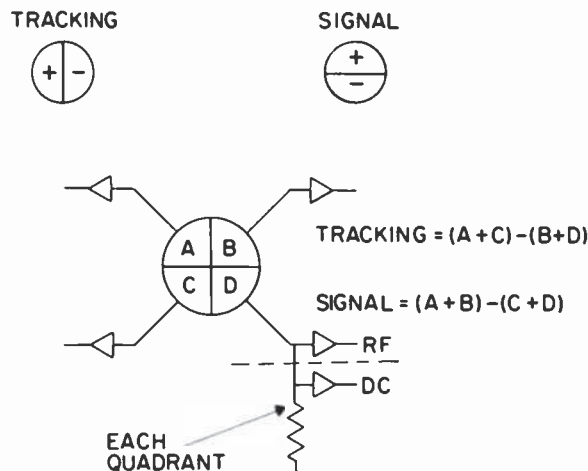 TRACKING
SIGNAL
+ -
+
-
A B
C D
TRACKING = (A+C)-(B+D)
SIGNAL = (A+B)-(C+D)
RF
DC
EACH
QUADRANT